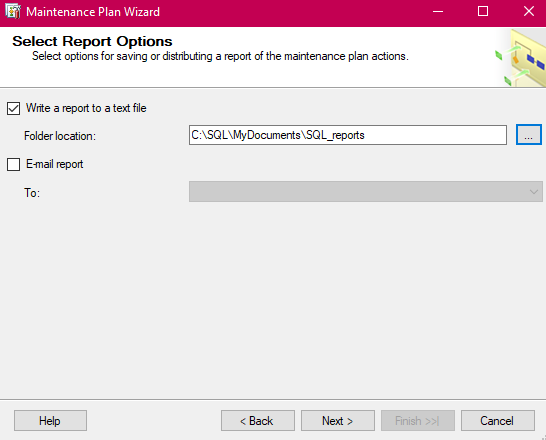 Maintenance Plan Wizard
Select Report Options
Select options for saving or distributing a report of the maintenance plan actions.
Write a report to a text file
Folder location:
C:\SQL\MyDocuments\SQL_reports
...
E-mail report
To:
Help
< Back
Next >
Finish >>|
Cancel